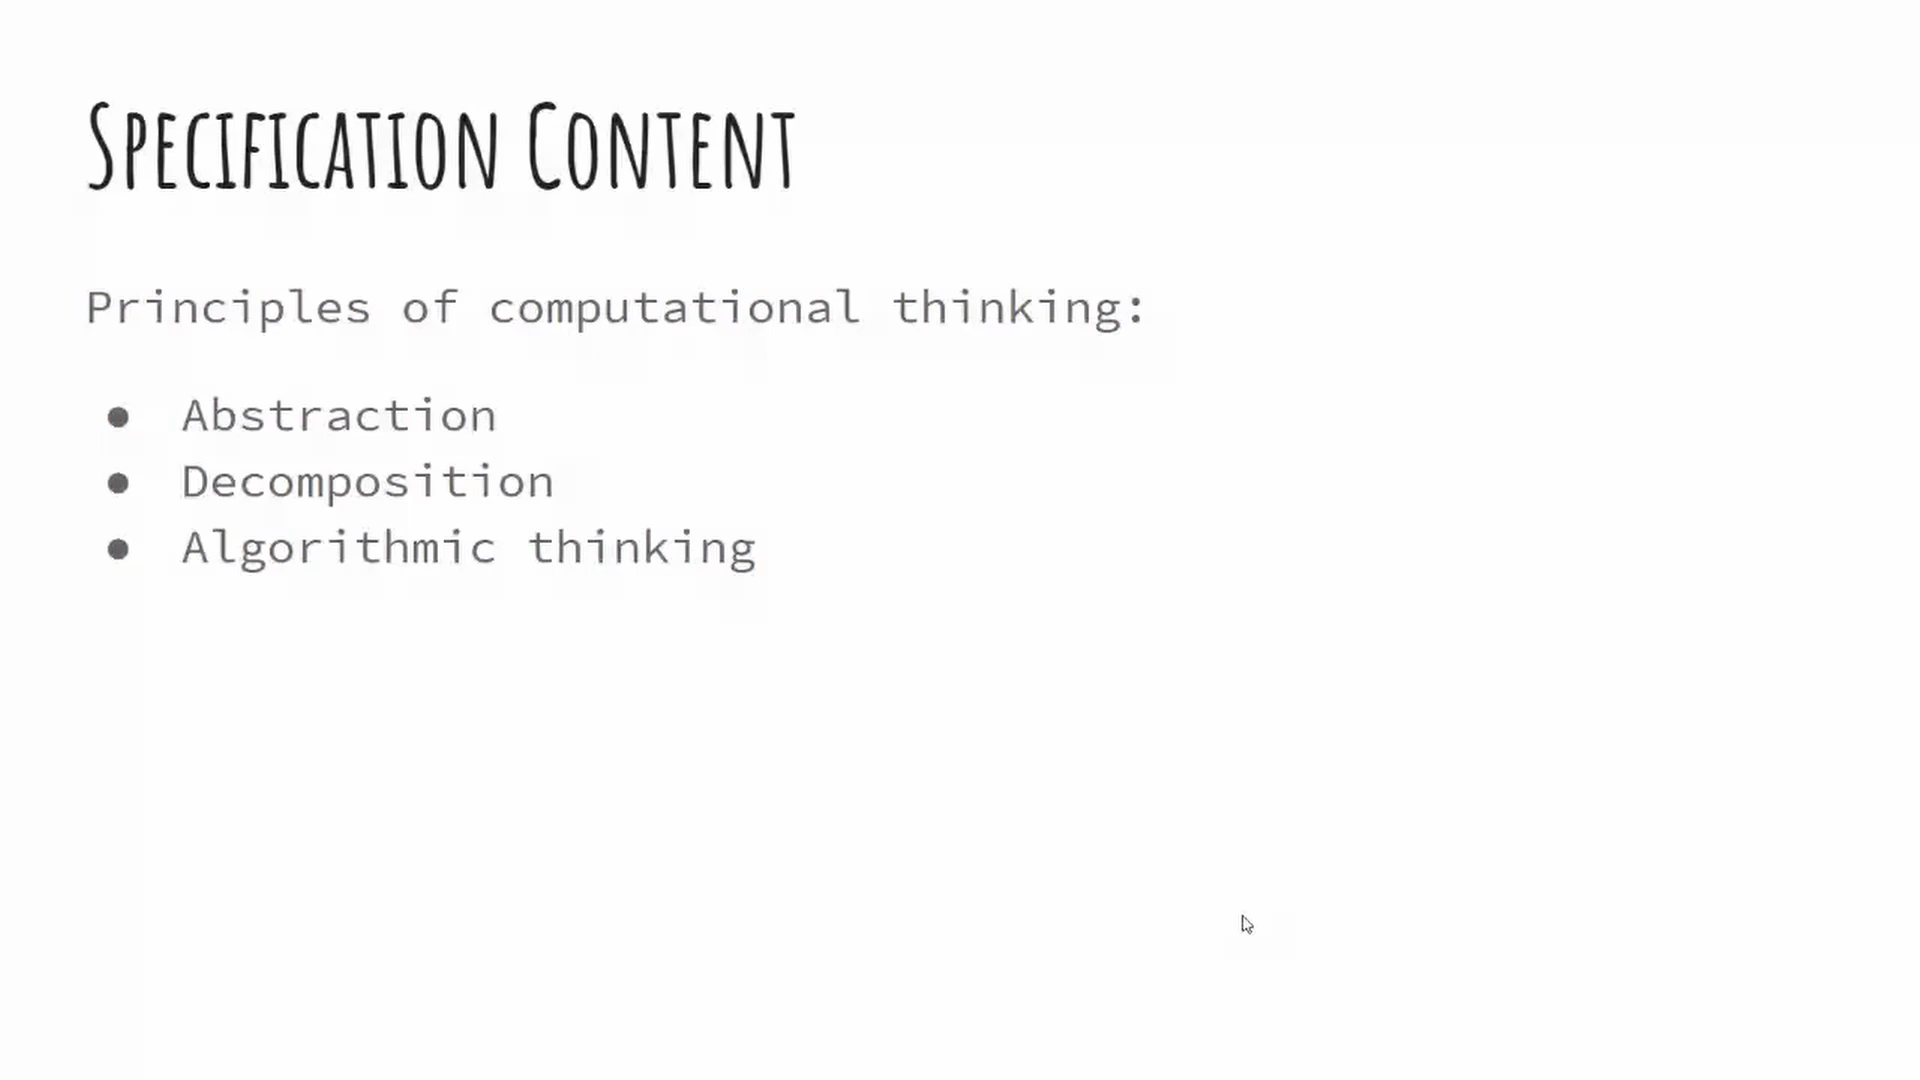 Specification Content
Principles of computational thinking:
● Abstraction
● Decomposition
● Algorithmic thinking